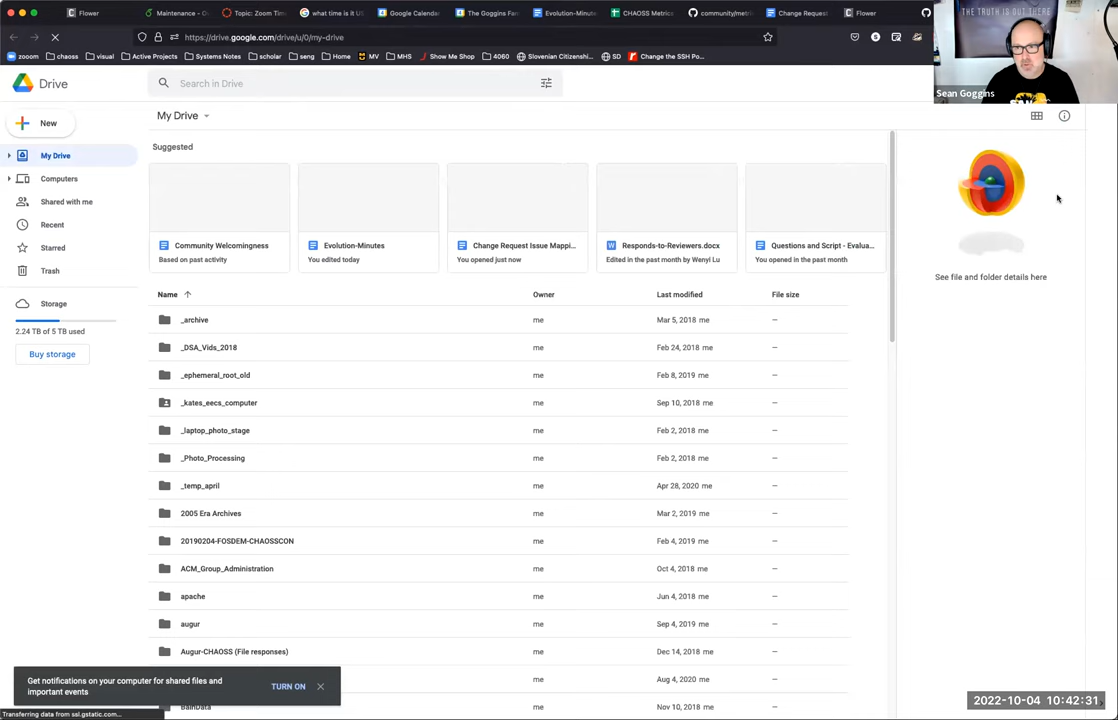 Flower
Maintenance - O
Topic: Zoom Tim
what time is it US
Google Calendar
The Goggins Fam
Evolution-Minute
CHAOSS Metrics
community/metri
Change Request
Flower
https://drive.google.com/drive/u/0/my-drive
zooom
chaoss
visual
Active Projects
Systems Notes
scholar
seng
Home
MV
MHS
Show Me Shop
4060
Slovenian Citizenshi...
SD
Change the SSH Po...
THE TRUTH IS OUT THERE
Sean Goggins
Drive
Search in Drive
New
My Drive
Computers
Shared with me
Recent
Starred
Trash
Storage
2.24 TB of 5 TB used
Buy storage
My Drive
Suggested
Community Welcomingness
Based on past activity
Evolution-Minutes
You edited today
Change Request Issue Mappi...
You opened just now
Responds-to-Reviewers.docx
Edited in the past month by Wenyi Lu
Questions and Script - Evalua...
You opened in the past month
Name Owner Last modified File size
_archive me Mar 5, 2018 me —
_DSA_Vids_2018 me Feb 24, 2018 me —
_ephemeral_root_old me Feb 8, 2019 me —
_kates_eecs_computer me Sep 10, 2018 me —
_laptop_photo_stage me Feb 2, 2018 me —
_Photo_Processing me Feb 2, 2018 me —
_temp_april me Apr 28, 2020 me —
2005 Era Archives me Mar 2, 2019 me —
20190204-FOSDEM-CHAOSSCON me Feb 4, 2019 me —
ACM_Group_Administration me Oct 4, 2018 me —
apache me Jun 4, 2018 me —
augur me Sep 4, 2019 me —
Augur-CHAOSS (File responses) me Dec 14, 2018 me —
me Aug 4, 2020 me —
BainData me Nov 10, 2018 me —
See file and folder details here
Get notifications on your computer for shared files and
important events
TURN ON
Transferring data from ssl.gstatic.com...
2022-10-04 10:42:31